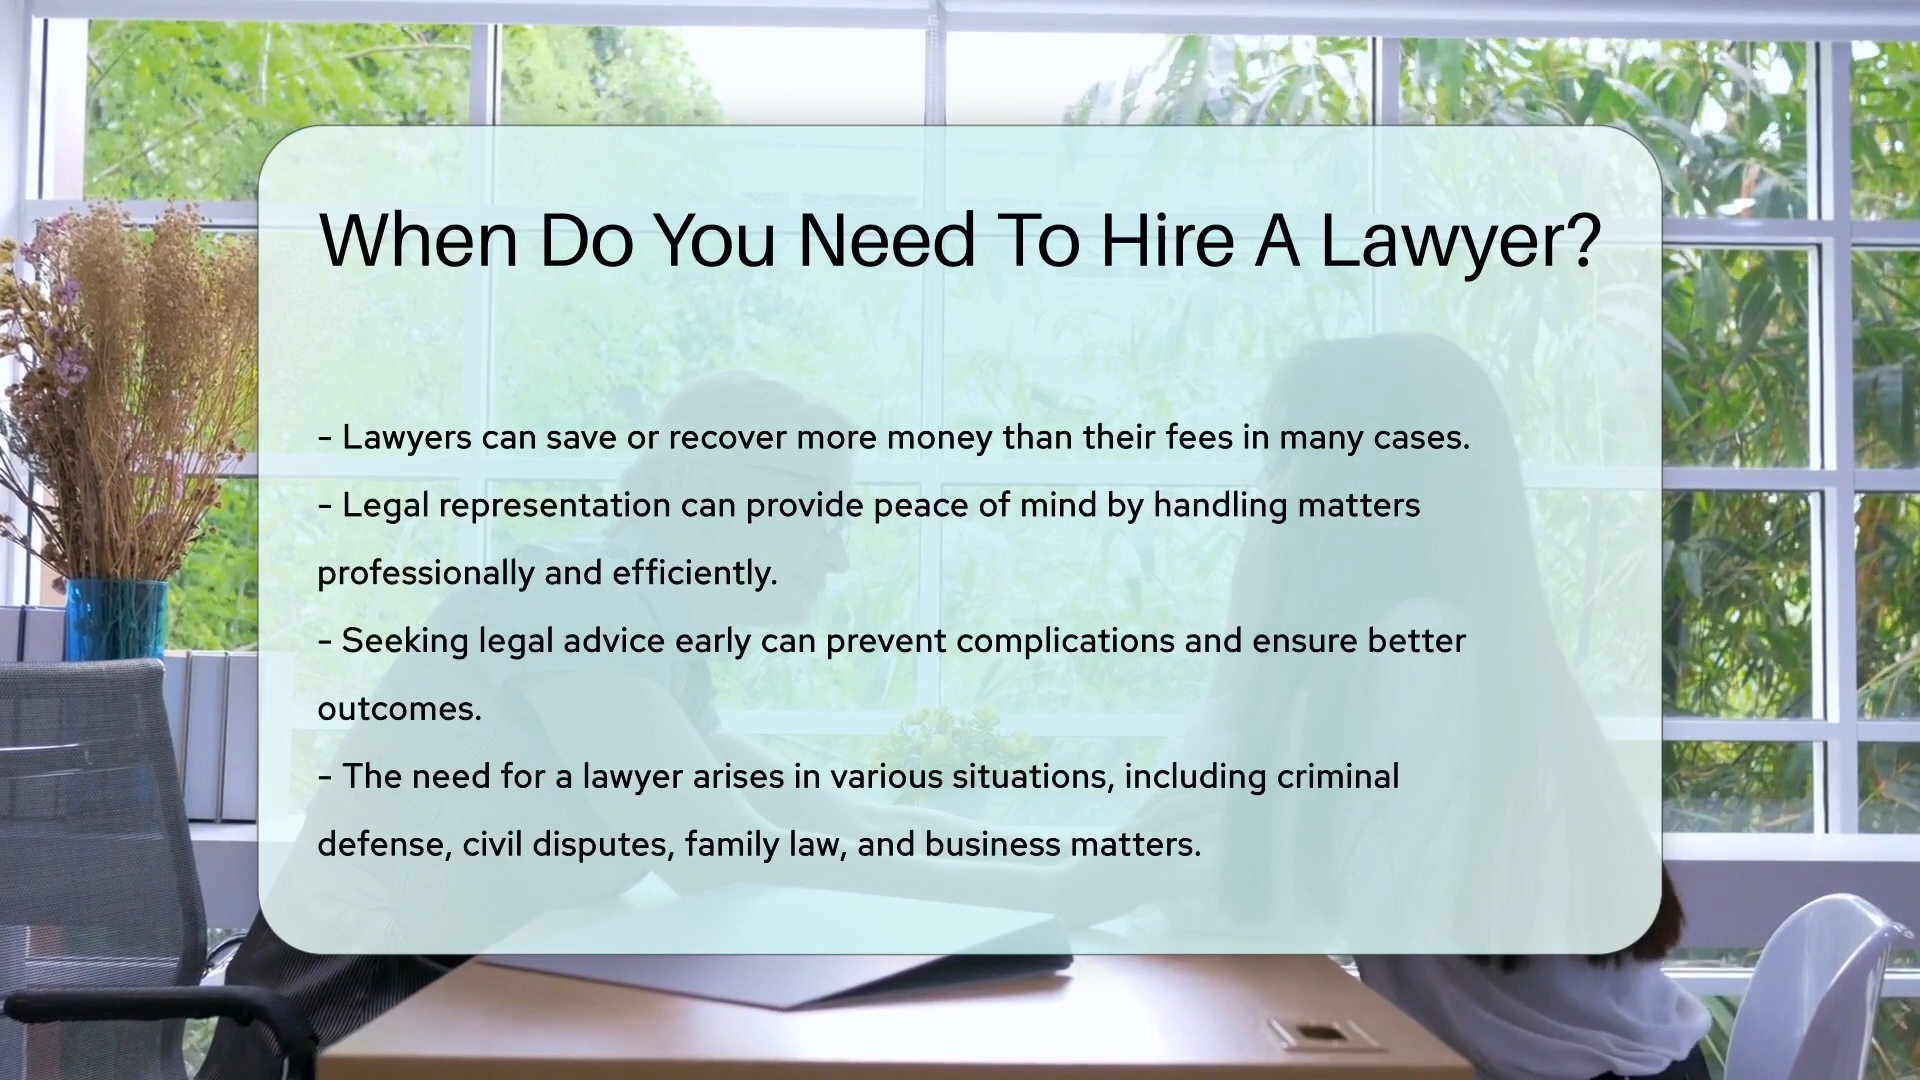 When Do You Need To Hire A Lawyer?
- Lawyers can save or recover more money than their fees in many cases.
- Legal representation can provide peace of mind by handling matters
professionally and efficiently.
- Seeking legal advice early can prevent complications and ensure better
outcomes.
- The need for a lawyer arises in various situations, including criminal
defense, civil disputes, family law, and business matters.